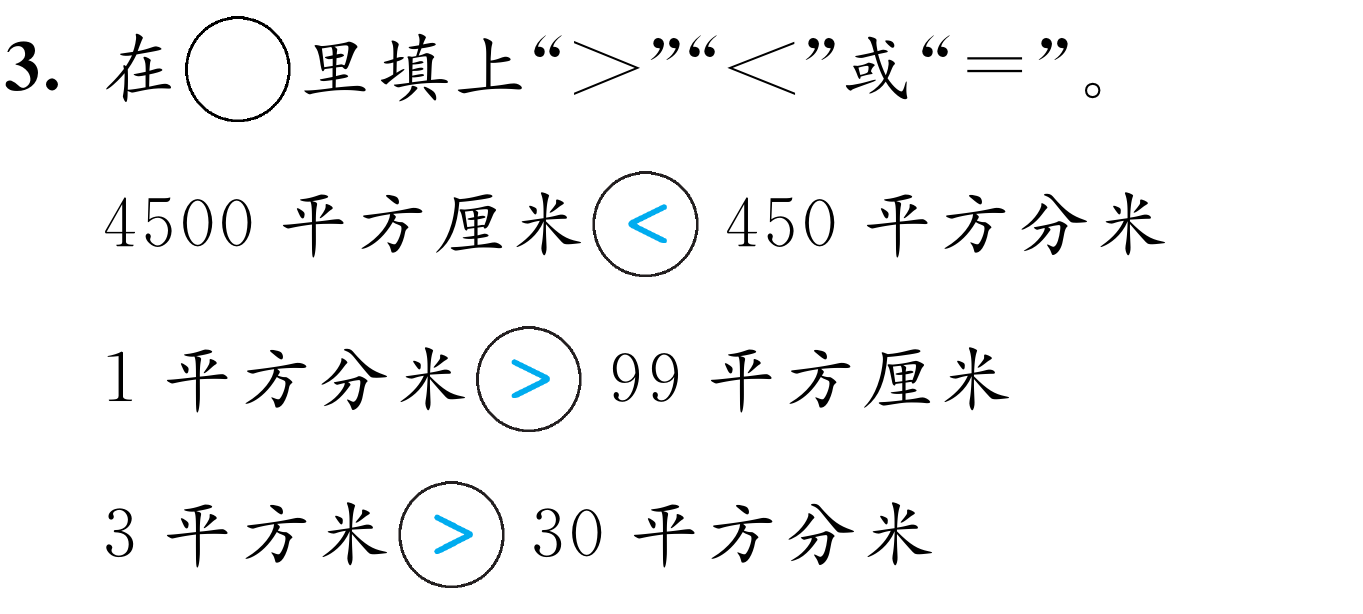 3. 在○里填上“>”“<”或“=”。
4500 平方厘米 < 450 平方分米
1 平方分米 > 99 平方厘米
3 平方米 > 30 平方分米